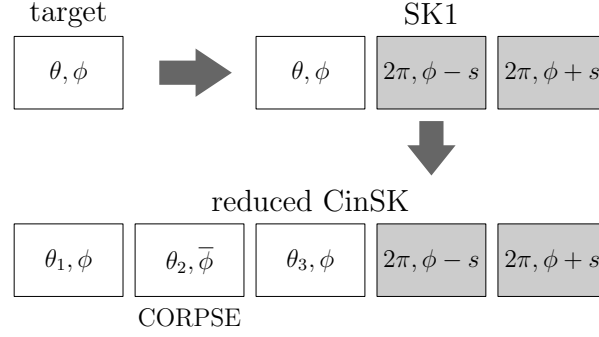 target SK1
θ, ϕ θ, ϕ 2π, ϕ − s 2π, ϕ + s
reduced CinSK
θ₁, ϕ θ₂, ϕ̅ θ₃, ϕ 2π, ϕ − s 2π, ϕ + s
CORPSE